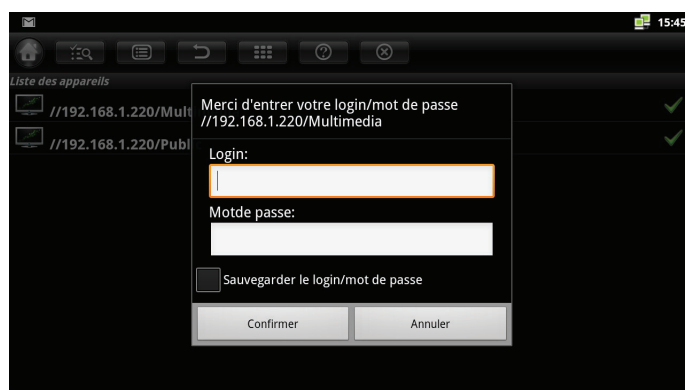 15:45
Liste des appareils
//192.168.1.220/Mult
//192.168.1.220/Publ
Merci d'entrer votre login/mot de passe
//192.168.1.220/Multimedia
Login:
Motde passe:
Sauvegarder le login/mot de passe
Confirmer
Annuler